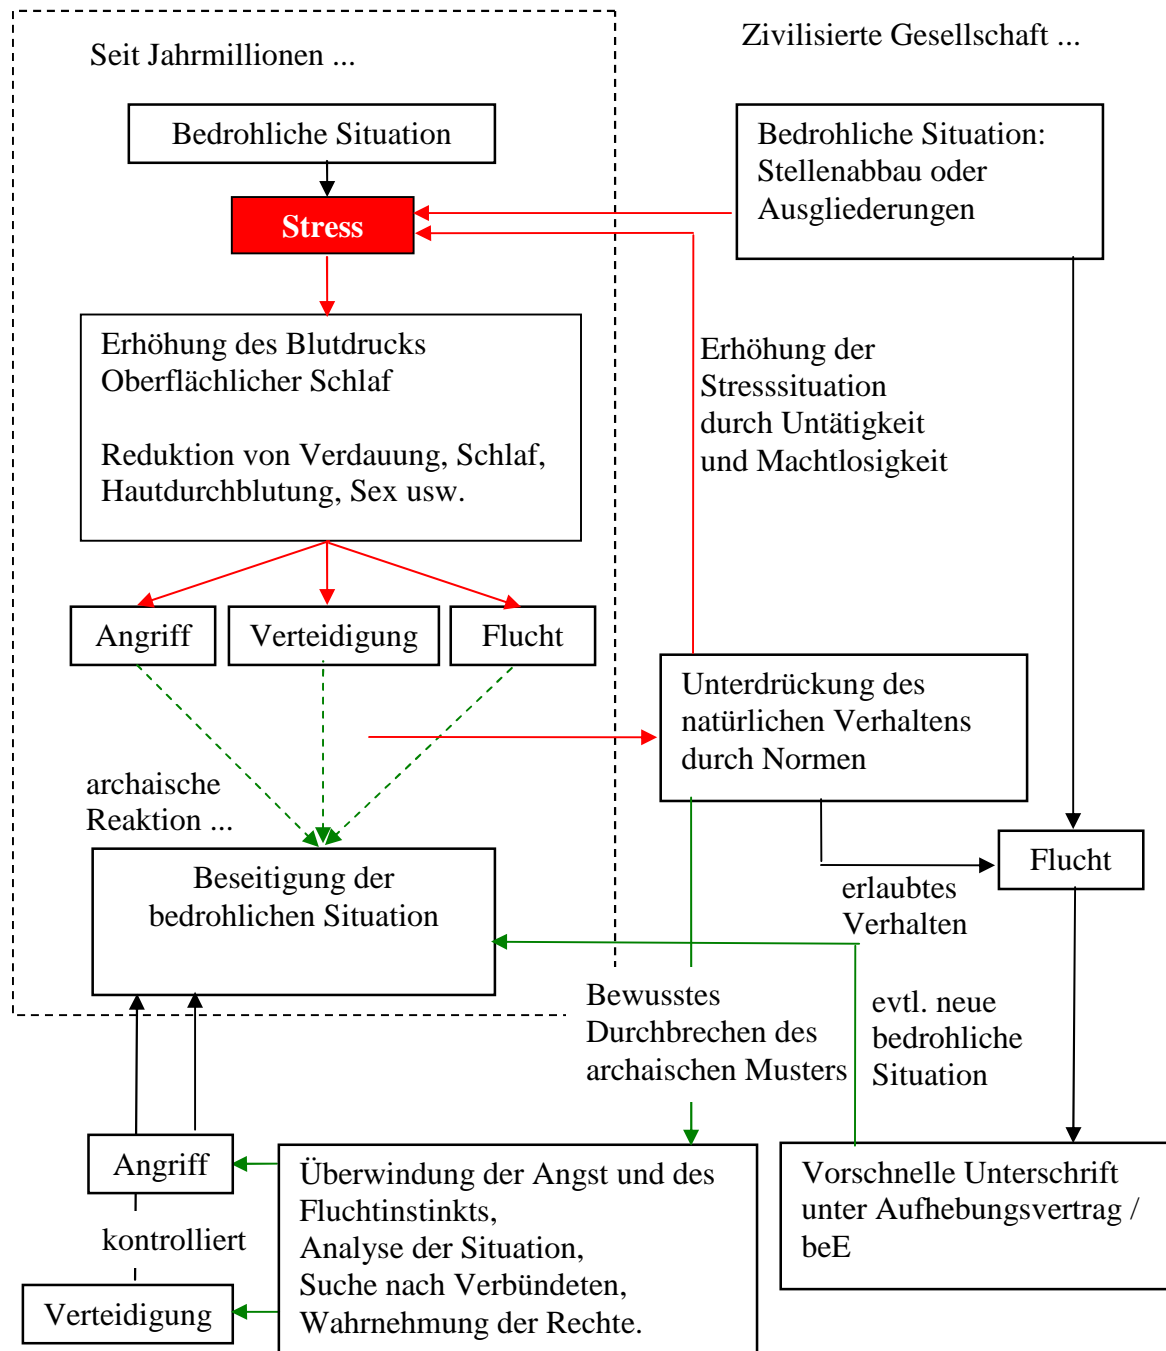 Seit Jahrmillionen ...
Zivilisierte Gesellschaft ...
Bedrohliche Situation
Bedrohliche Situation:
Stellenabbau oder
Ausgliederungen
Stress
Erhöhung des Blutdrucks
Oberflächlicher Schlaf
Reduktion von Verdauung, Schlaf,
Hautdurchblutung, Sex usw.
Erhöhung der
Stresssituation
durch Untätigkeit
und Machtlosigkeit
Angriff
Verteidigung
Flucht
Unterdrückung des
natürlichen Verhaltens
durch Normen
archaische
Reaktion ...
Beseitigung der
bedrohlichen Situation
Flucht
erlaubtes
Verhalten
Bewusstes
Durchbrechen des
archaischen Musters
evtl. neue
bedrohliche
Situation
Angriff
kontrolliert
Verteidigung
Überwindung der Angst und des
Fluchtinstinkts,
Analyse der Situation,
Suche nach Verbündeten,
Wahrnehmung der Rechte.
Vorschnelle Unterschrift
unter Aufhebungsvertrag /
beE